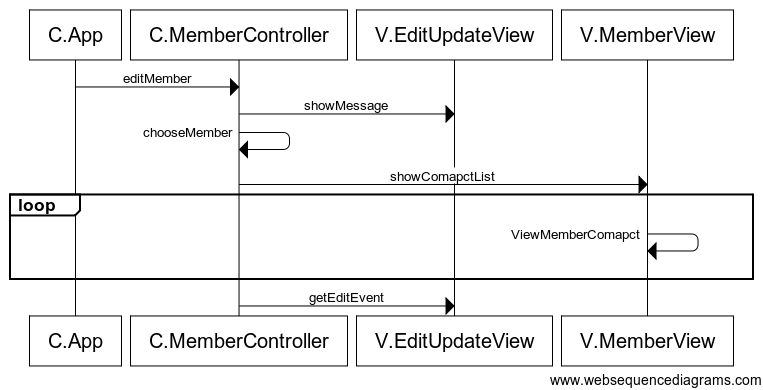 C.App C.MemberController V.EditUpdateView V.MemberView
editMember
showMessage
chooseMember
showComapctList
loop
ViewMemberComapct
getEditEvent
C.App C.MemberController V.EditUpdateView V.MemberView
www.websequencediagrams.com